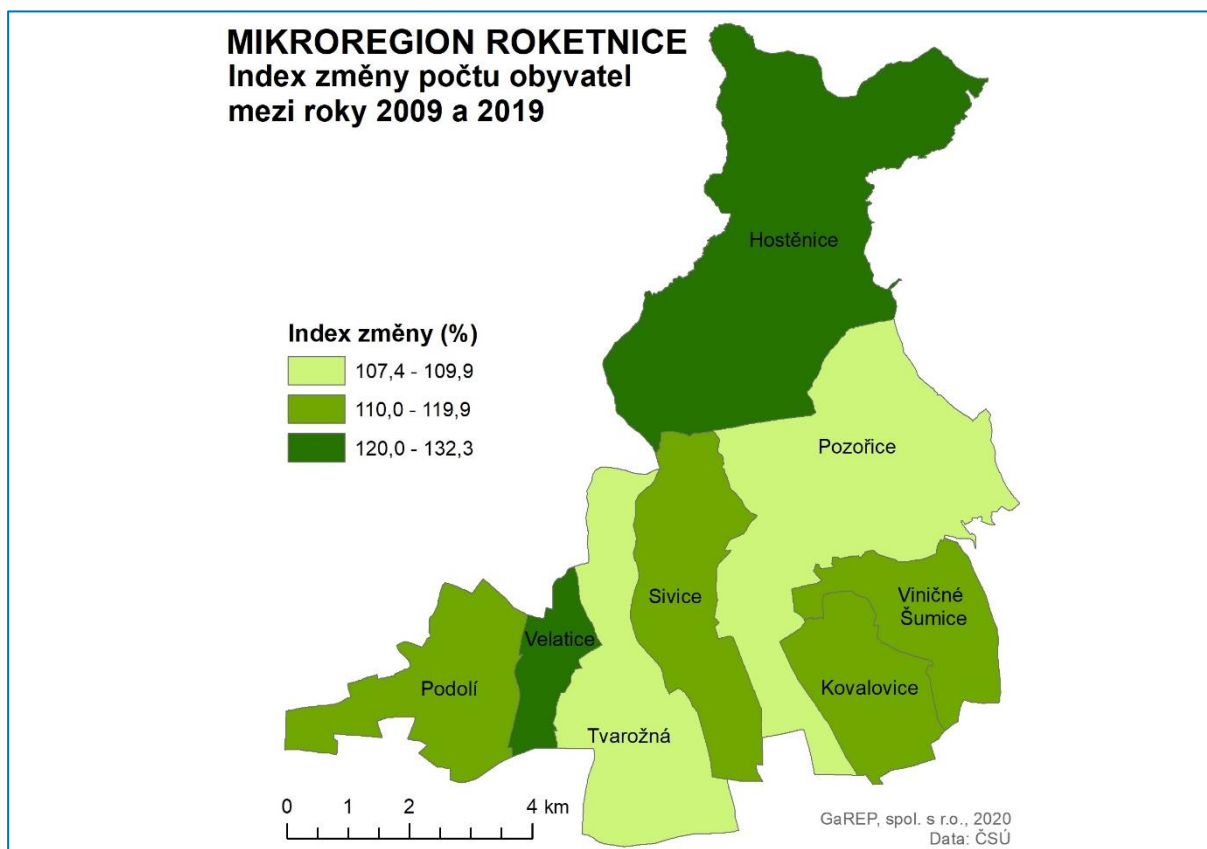 MIKROREGION ROKETNICE
Index změny počtu obyvatel
mezi roky 2009 a 2019
Hostěnice
Index změny (%)
107,4 - 109,9
110,0 - 119,9
120,0 - 132,3
Pozořice
Sivice
Viničné
Šumice
Velatice
Podolí
Kovalovice
Tvarožná
0 1 2 4 km
GaREP, spol. s r.o., 2020
Data: ČSÚ